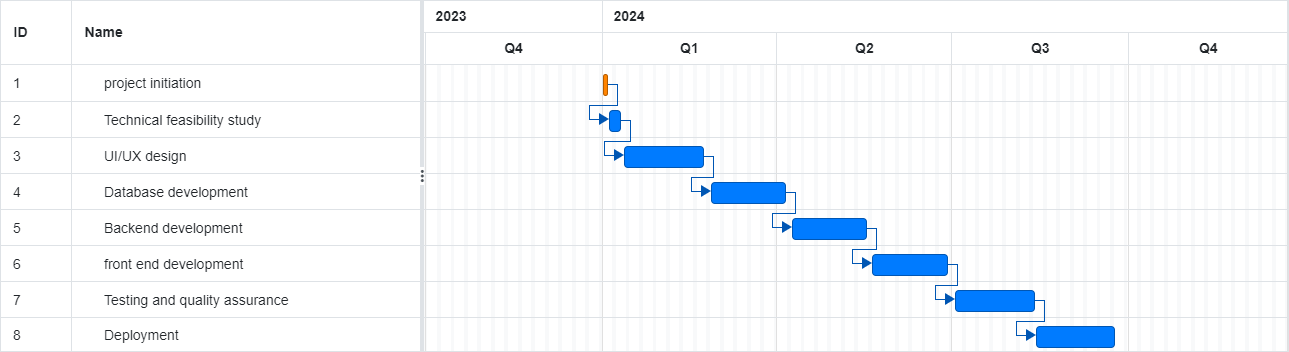 ID Name 2023 2024
Q4 Q1 Q2 Q3 Q4
1 project initiation
2 Technical feasibility study
3 UI/UX design
4 Database development
5 Backend development
6 front end development
7 Testing and quality assurance
8 Deployment